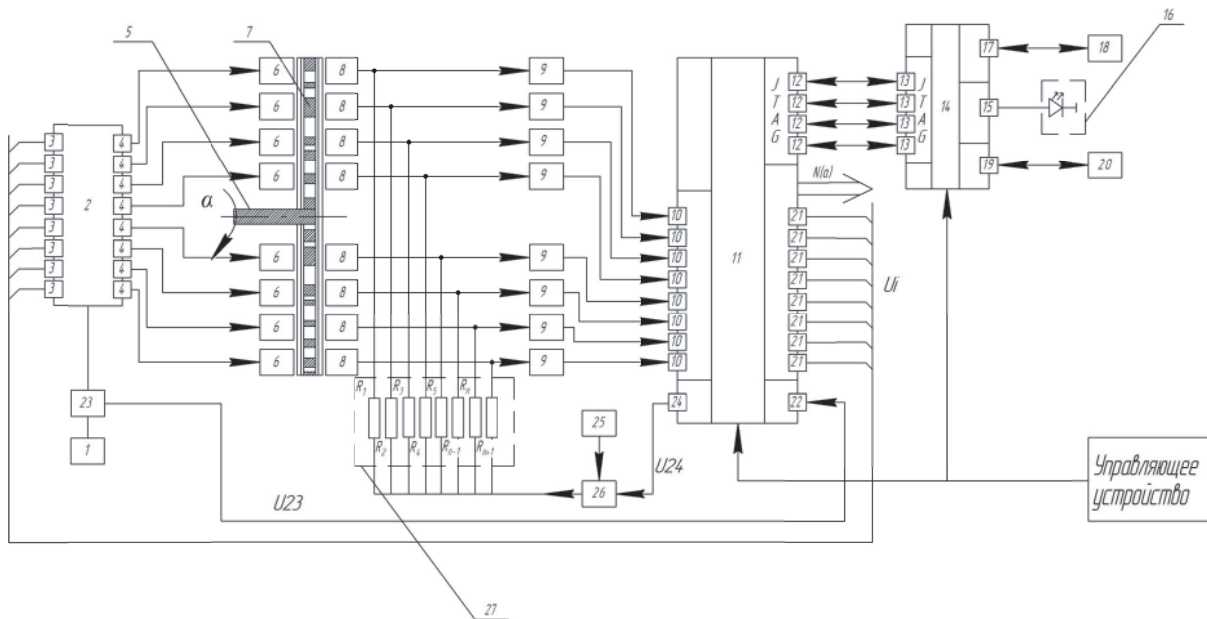 5
7
16
6 8 9
6 8 9
6 8 9
6 8 9
6 8 9
6 8 9
6 8 9
6 8 9
3 3 3 3 3 3 3 3
2
4 4 4 4 4 4 4 4
α
23
1
10 10 10 10 10 10 10 10
11
JTAG
12 12 12 12
N(α)
21 21 21 21 21 21 21 21
24
22
Ui
13 13 13 13
JTAG
14
17
18
15
19
20
R₁ R₃ R₅ Rₙ
R₂ R₄ Rₙ₋₁ Rₙ₊₁
25
26
U24
U23
27
Управляющее
устройство